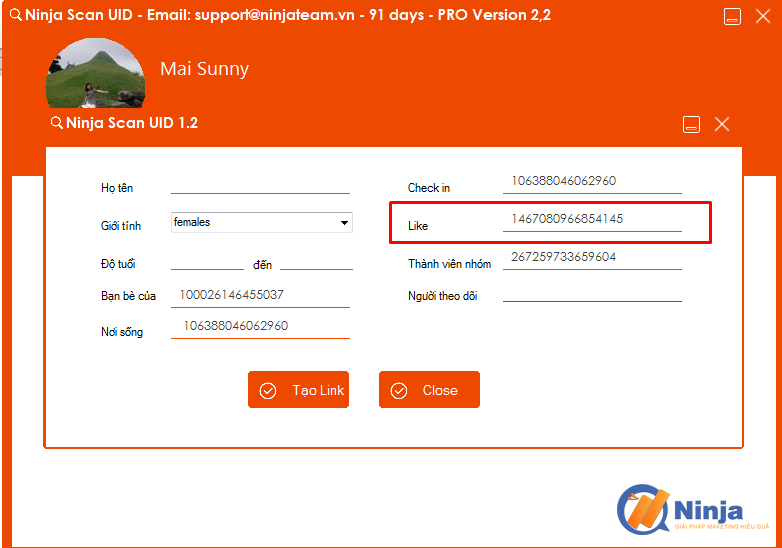 Ninja Scan UID - Email: support@ninjateam.vn - 91 days - PRO Version 2,2
Mai Sunny
Ninja Scan UID 1.2
Họ tên
Check in 106388046062960
Giới tính females
Like 1467080966854145
Độ tuổi đến
Thành viên nhóm 267259733659604
Bạn bè của 100026146455037
Người theo dõi
Nơi sống 106388046062960
Tạo Link
Close
Ninja
GIẢI PHÁP MAKETING HIỆU QUẢ